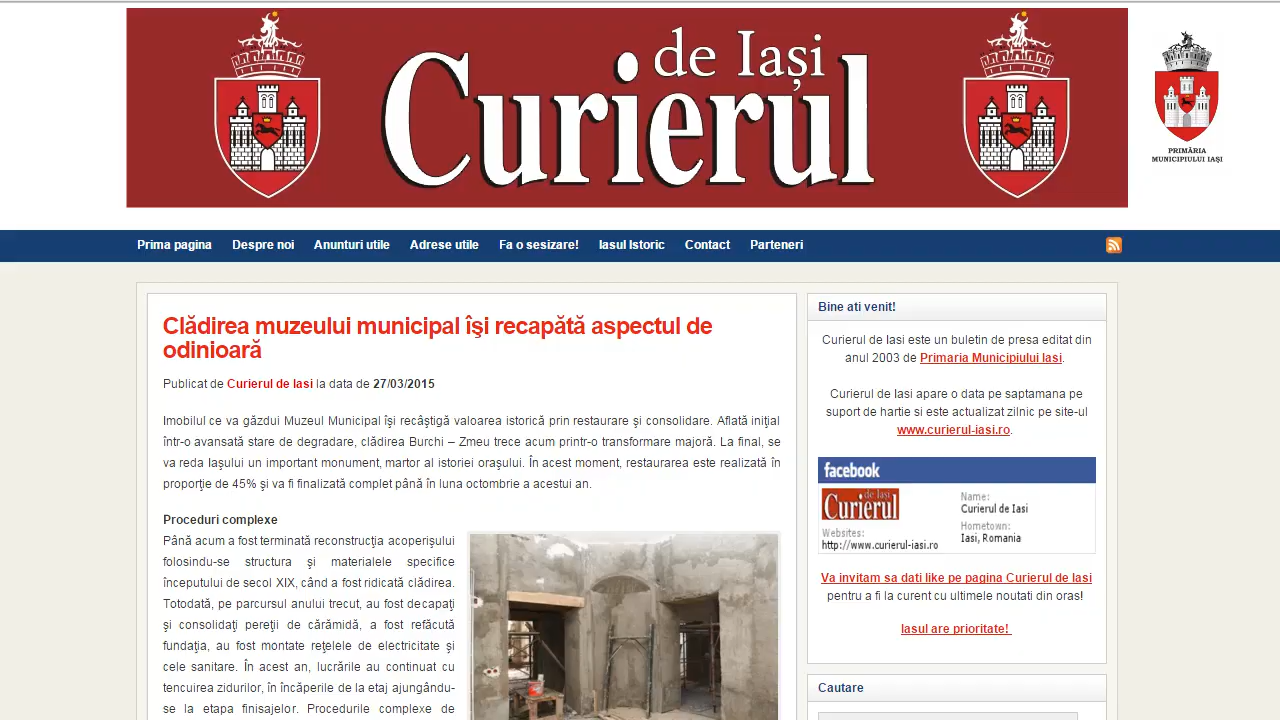 de Iași
Curierul
PRIMĂRIA
MUNICIPIULUI IAȘI
Prima pagina Despre noi Anunturi utile Adrese utile Fa o sesizare! Iasul Istoric Contact Parteneri
Clădirea muzeului municipal îşi recapătă aspectul de
odinioară
Publicat de Curierul de Iasi la data de 27/03/2015
Imobilul ce va găzdui Muzeul Municipal îşi recâştigă valoarea istorică prin restaurare şi consolidare. Aflată iniţial
într-o avansată stare de degradare, clădirea Burchi – Zmeu trece acum printr-o transformare majoră. La final, se
va reda Iaşului un important monument, martor al istoriei oraşului. În acest moment, restaurarea este realizată în
proporţie de 45% şi va fi finalizată complet până în luna octombrie a acestui an.
Proceduri complexe
Până acum a fost terminată reconstrucţia acoperişului
folosindu-se structura şi materialele specifice
începutului de secol XIX, când a fost ridicată clădirea.
Totodată, pe parcursul anului trecut, au fost decapaţi
şi consolidaţi pereţii de cărămidă, a fost refăcută
fundaţia, au fost montate reţelele de electricitate şi
cele sanitare. În acest an, lucrările au continuat cu
tencuirea zidurilor, în încăperile de la etaj ajungându-
se la etapa finisajelor. Procedurile complexe de
Bine ati venit!
Curierul de Iasi este un buletin de presa editat din
anul 2003 de Primaria Municipiului Iasi.
Curierul de Iasi apare o data pe saptamana pe
suport de hartie si este actualizat zilnic pe site-ul
www.curierul-iasi.ro.
facebook
de Iași
Curierul
Name:
Curierul de Iasi
Websites:
http://www.curierul-iasi.ro
Hometown:
Iasi, Romania
Va invitam sa dati like pe pagina Curierul de Iasi
pentru a fi la curent cu ultimele noutati din oras!
Iasul are prioritate!
Cautare